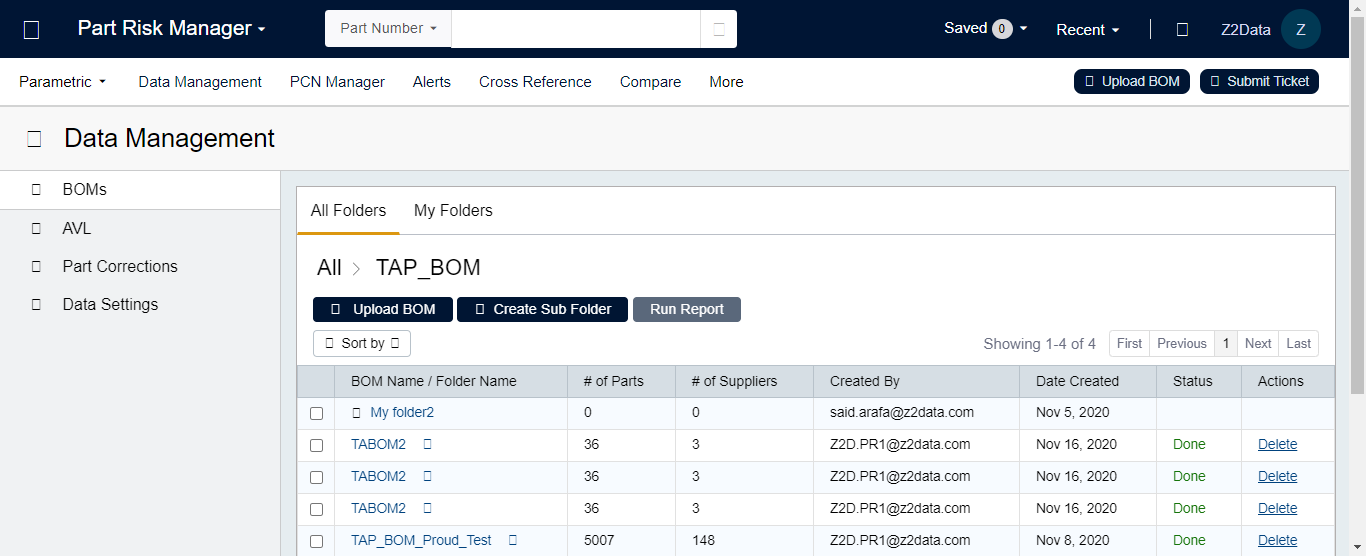 Part Risk Manager Part Number Saved 0 Recent Z2Data Z
Parametric Data Management PCN Manager Alerts Cross Reference Compare More Upload BOM Submit Ticket
Data Management
BOMs
AVL
Part Corrections
Data Settings
All Folders My Folders
All TAP_BOM
Upload BOM Create Sub Folder Run Report
Sort by Showing 1-4 of 4 First Previous 1 Next Last
BOM Name / Folder Name # of Parts # of Suppliers Created By Date Created Status Actions
My folder2 0 0 said.arafa@z2data.com Nov 5, 2020
TABOM2 36 3 Z2D.PR1@z2data.com Nov 16, 2020 Done Delete
TABOM2 36 3 Z2D.PR1@z2data.com Nov 16, 2020 Done Delete
TABOM2 36 3 Z2D.PR1@z2data.com Nov 16, 2020 Done Delete
TAP_BOM_Proud_Test 5007 148 Z2D.PR1@z2data.com Nov 8, 2020 Done Delete